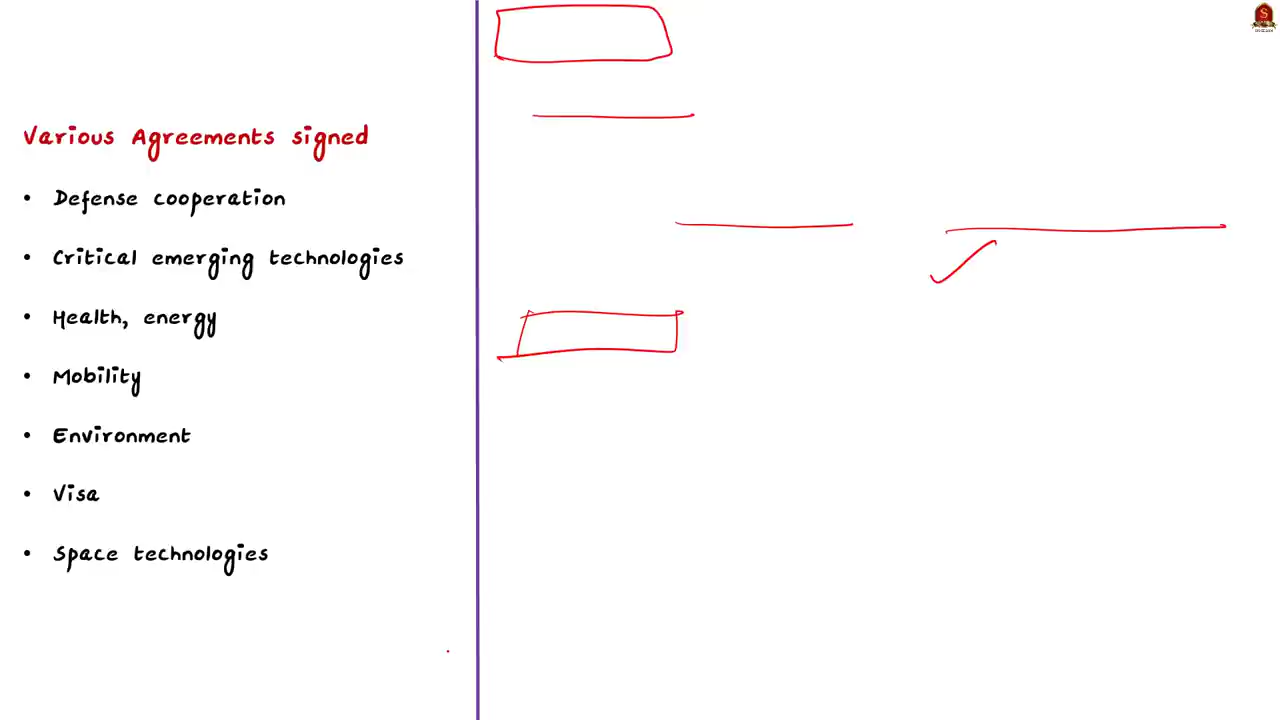 Various Agreements signed
• Defense cooperation
• Critical emerging technologies
• Health, energy
• Mobility
• Environment
• Visa
• Space technologies